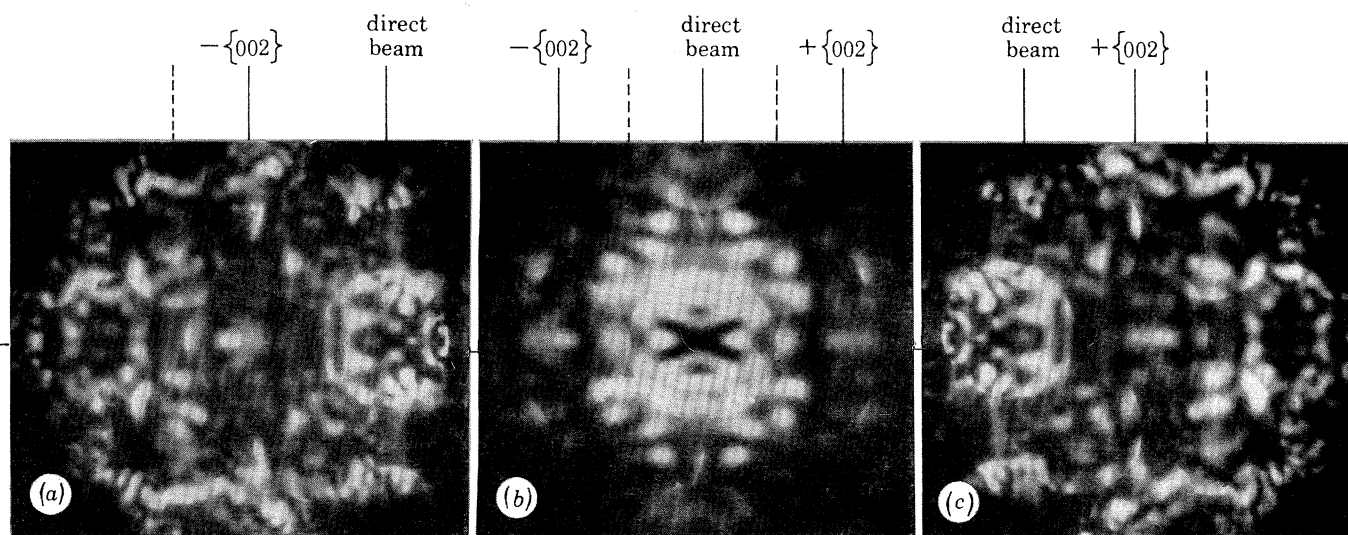 direct
beam
−{002}
−{002}
direct
beam
+{002}
direct
beam
+{002}
(a)
(b)
(c)